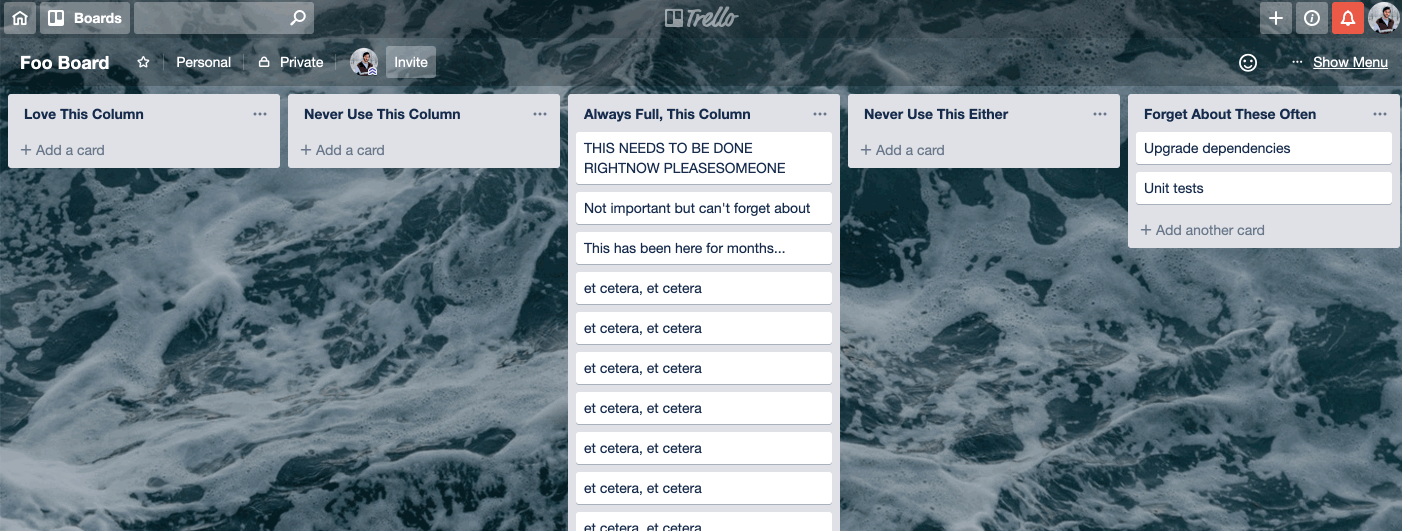 Boards
Trello
Foo Board
Personal
Private
Invite
Show Menu
Love This Column
+ Add a card
Never Use This Column
+ Add a card
Always Full, This Column
THIS NEEDS TO BE DONE
RIGHTNOW PLEASESOMEONE
Not important but can't forget about
This has been here for months...
et cetera, et cetera
et cetera, et cetera
et cetera, et cetera
et cetera, et cetera
et cetera, et cetera
et cetera, et cetera
et cetera, et cetera
Never Use This Either
+ Add a card
Forget About These Often
Upgrade dependencies
Unit tests
+ Add another card